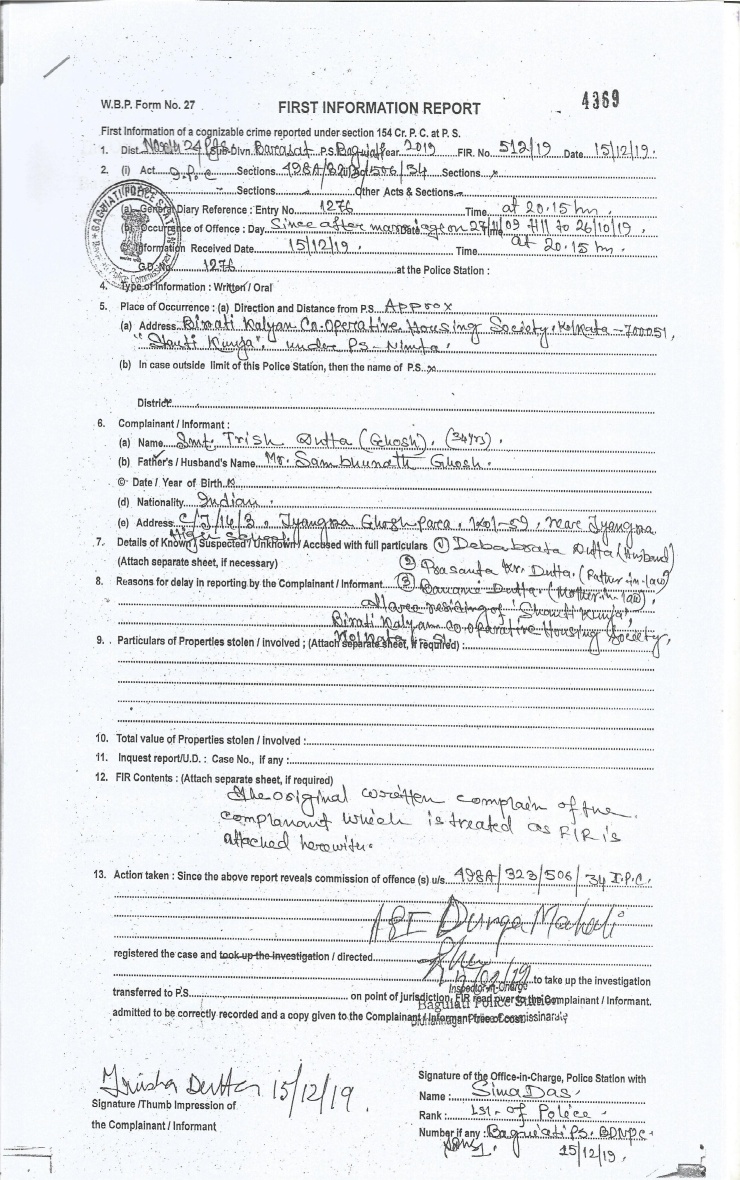 4369
W.B.P. Form No. 27 FIRST INFORMATION REPORT
First Information of a cognizable crime reported under section 154 Cr. P. C. at P. S.
1. Dist. North 24 Pgs Sub-Divn. Barasat P.S. Baguiati Year 2019 FIR. No. 512/19 Date 15/12/19.
2. (i) Act I.P.C Sections 498A/323/506/34 Sections x
Sections Other Acts & Sections
(a) General Diary Reference : Entry No. 1276 Time at 20.15 hrs.
(b) Occurrence of Offence : Day Since after marriage on 27/11/09 till to 26/10/19.
Information Received Date 15/12/19. Time at 20.15 hrs.
G.D. No. 1276 at the Police Station :
4. Type of Information : Written / Oral
5. Place of Occurrence : (a) Direction and Distance from P.S. Approx
(a) Address Birati Kalyan Co-operative Housing Society, Kolkata-700051,
"Shanti Kunja". under PS-Nimta.
(b) In case outside limit of this Police Station, then the name of P.S. x
District
6. Complainant / Informant :
(a) Name Smt. Trish Dutta (Ghosh). (34yrs).
(b) Father's / Husband's Name Mr. Sambhunath Ghosh.
© Date / Year of Birth
(d) Nationality Indian.
(e) Address C/J/16/3, Jyangra Ghosh Para, Kol-59, near Jyangra
High School
7. Details of Known / Suspected / Unknown / Accused with full particulars (1) Debabrata Dutta (Husband)
(Attach separate sheet, if necessary) (2) Prasanta Kr. Dutta. (Father-in-law)
8. Reasons for delay in reporting by the Complainant / Informant (3) Banani Dutta. (Mother-in-law).
all are residing of 'Shanti Kunja',
Birati Kalyam co-operative Housing Society,
9. Particulars of Properties stolen / involved ; (Attach separate sheet, if required) : Kolkata-51.
10. Total value of Properties stolen / involved :
11. Inquest report/U.D. : Case No., if any :
12. FIR Contents : (Attach separate sheet, if required)
The original written complain of the
complanant which is treated as FIR is
attached herewith.
13. Action taken : Since the above report reveals commission of offence (s) u/s. 498A/323/506/34 I.P.C.
ASI Durga Mahali
registered the case and took up the investigation / directed
to take up the investigation
Inspector-in-Charge
transferred to P.S. on point of jurisdiction, FIR read over to the Complainant / Informant.
Baguiati Police Station
admitted to be correctly recorded and a copy given to the Complainant / Informant free of cost.
Trisha Dutta 15/12/19.
Signature /Thumb Impression of
the Complainant / Informant
Signature of the Office-in-Charge, Police Station with
Name : Sima Das.
Rank : LSI- of Police.
Number if any : Baguiati P.S. BDNPC.
15/12/19.